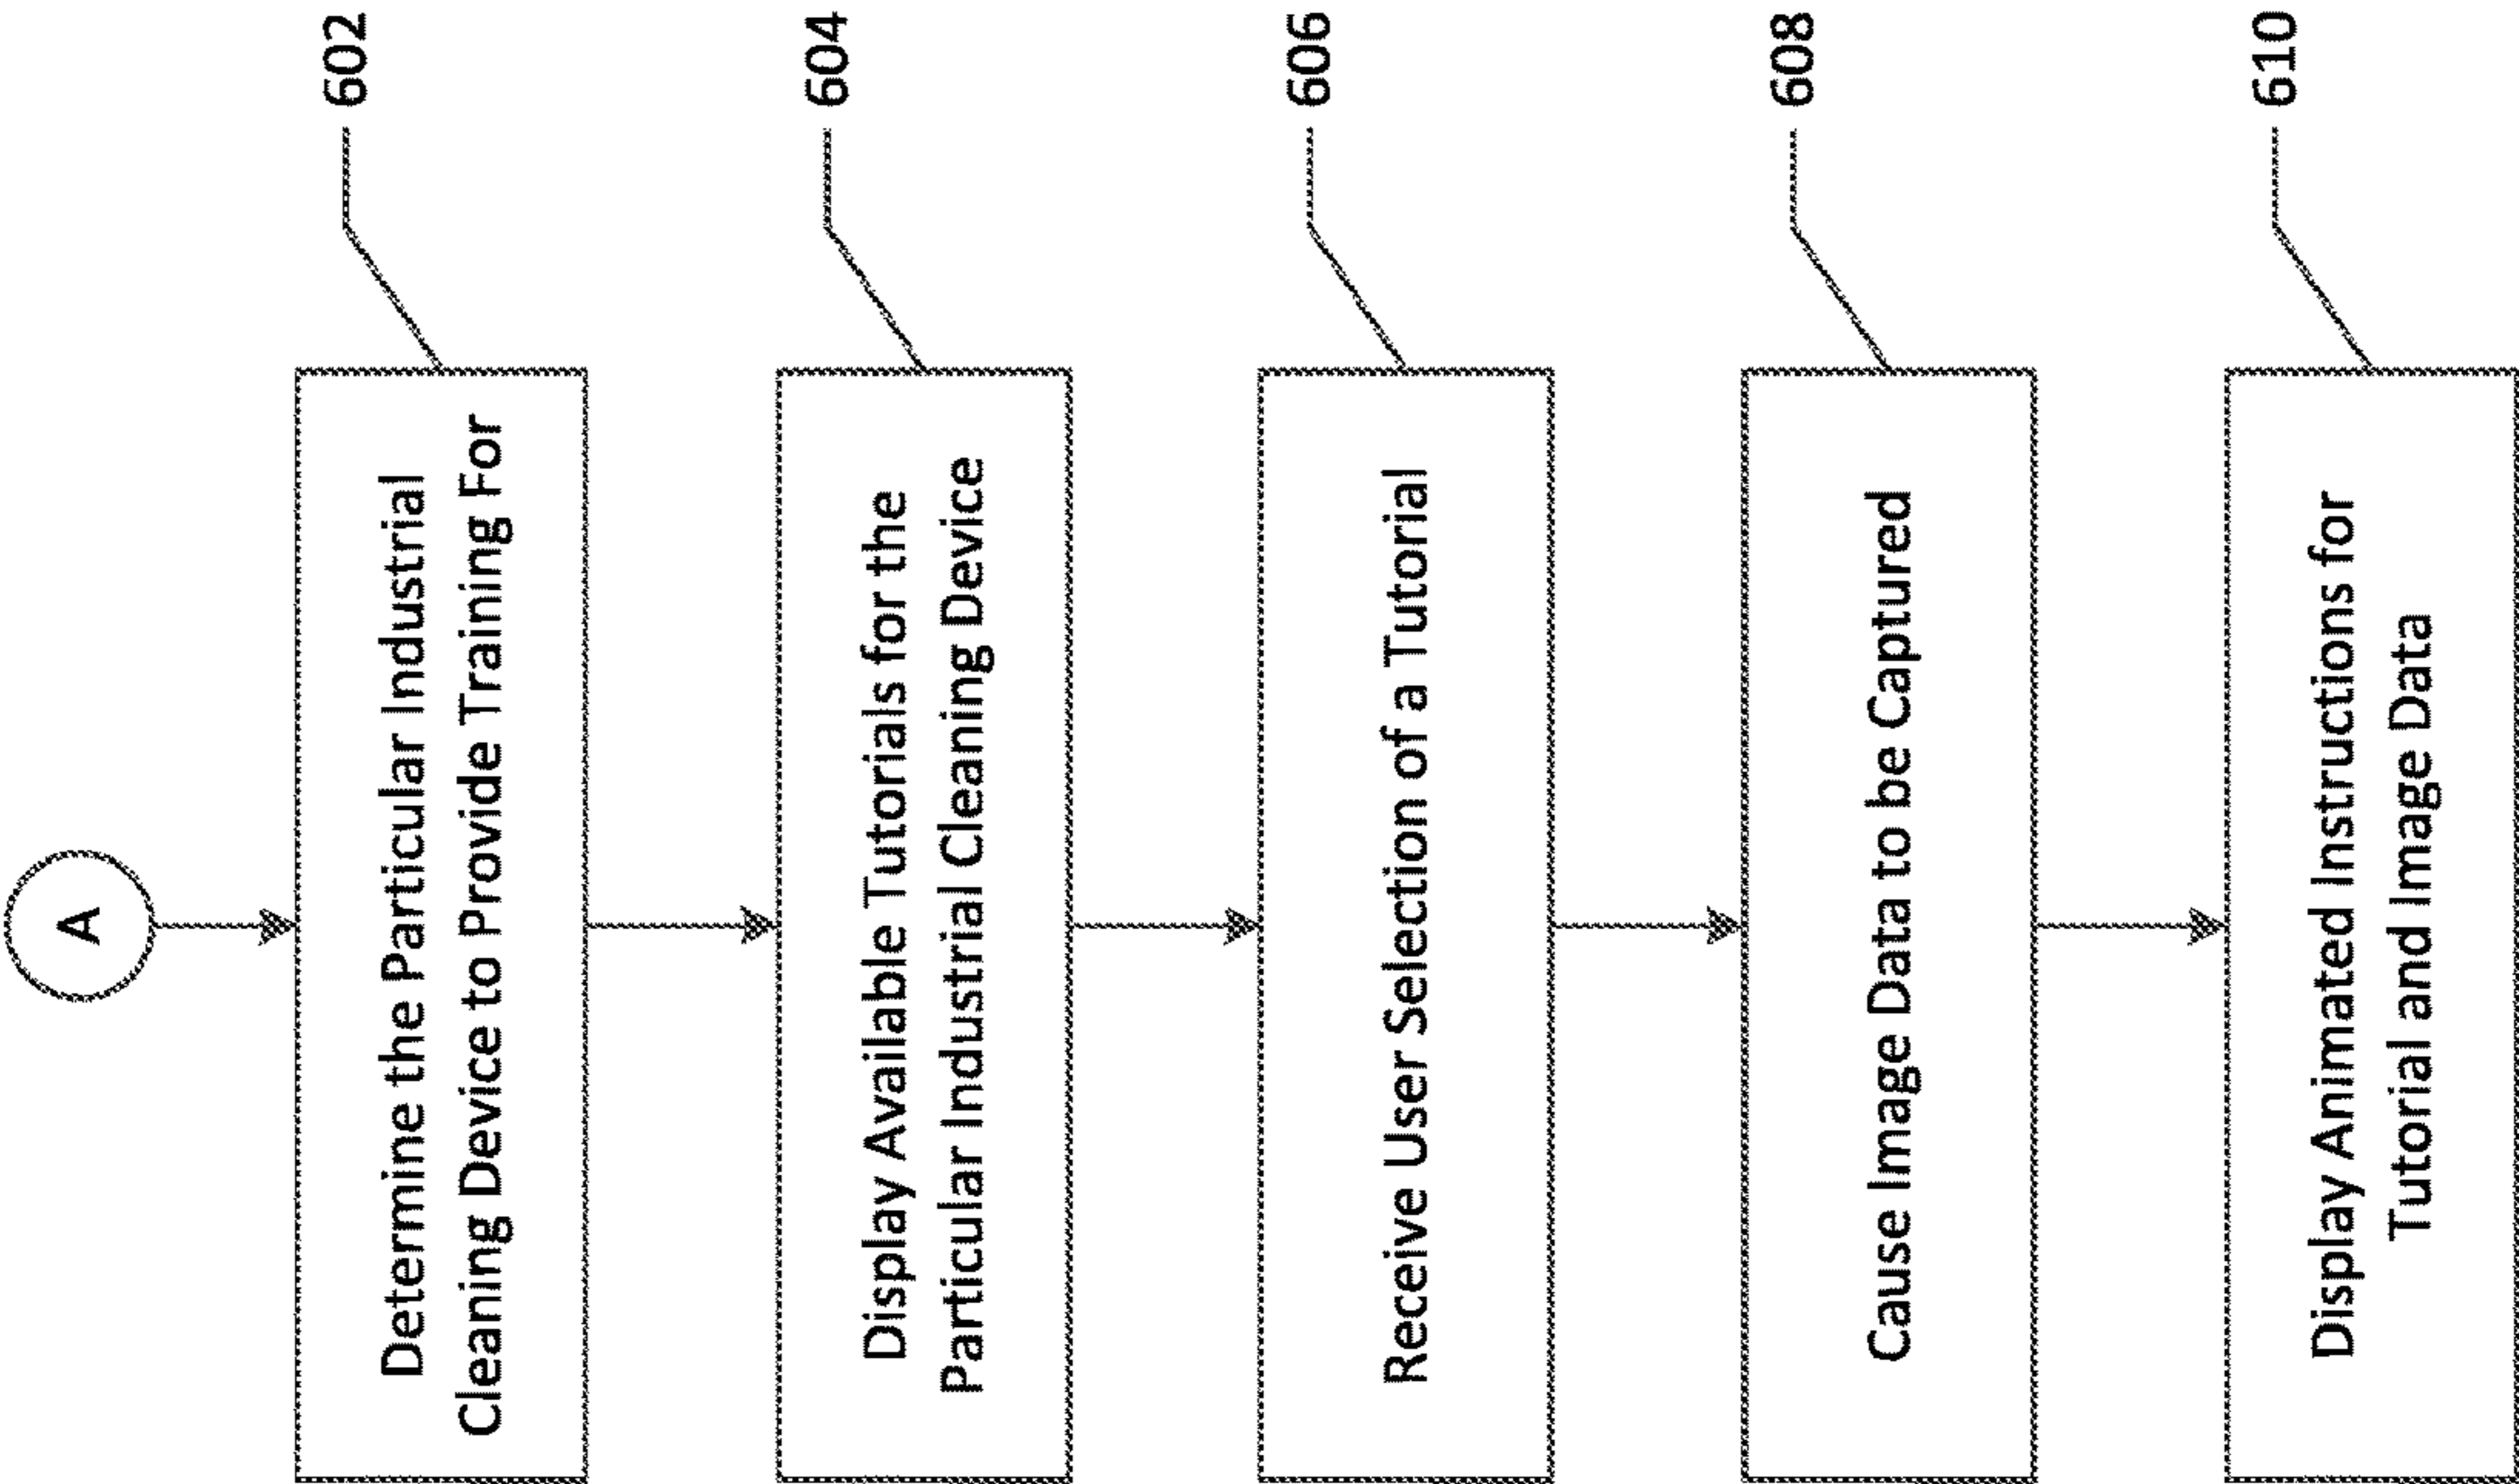 A
Determine the Particular Industrial
Cleaning Device to Provide Training For
602
Display Available Tutorials for the
Particular Industrial Cleaning Device
604
Receive User Selection of a Tutorial
606
Cause Image Data to be Captured
608
Display Animated Instructions for
Tutorial and Image Data
610